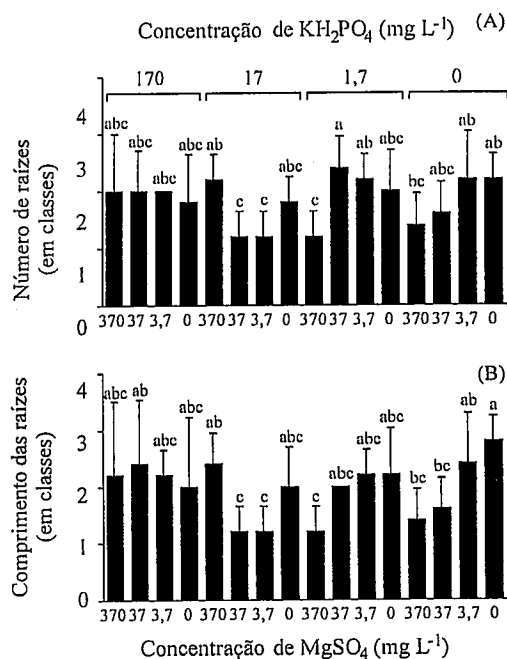 Concentração de KH2PO4 (mg L-1)
(A)
170 17 1,7 0
Número de raízes
(em classes)
4
3
2
1
0
abc abc abc abc ab c c abc c a ab abc bc abc ab ab
370 37 3,7 0 370 37 3,7 0 370 37 3,7 0 370 37 3,7 0
(B)
Comprimento das raízes
(em classes)
4
3
2
1
0
abc ab abc abc abc c c abc c abc abc abc bc bc ab a
370 37 3,7 0 370 37 3,7 0 370 37 3,7 0 370 37 3,7 0
Concentração de MgSO4 (mg L-1)